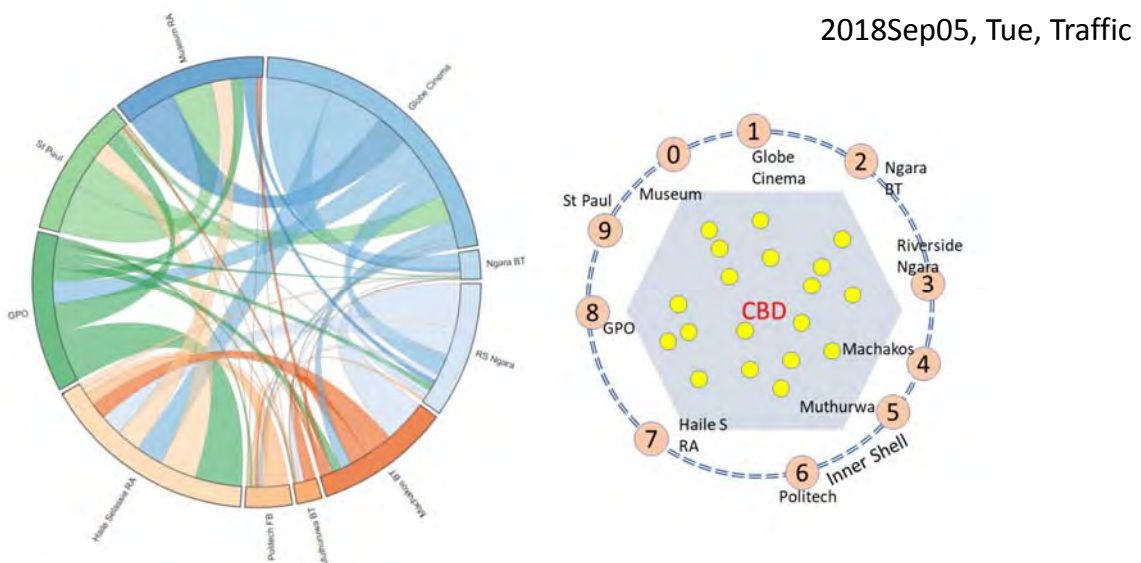 2018Sep05, Tue, Traffic
Museum RA
Globe Cinema
St Paul
Ngara BT
GPO
RS Ngara
Haile Selassie RA
Politech FB
Muthuruwa BT
Machakos BT
1
Globe
Cinema
0
Museum
2
Ngara
BT
St Paul
9
Riverside
Ngara
3
8
GPO
CBD
Machakos
4
Muthurwa
5
7
Haile S
RA
6
Politech
Inner Shell